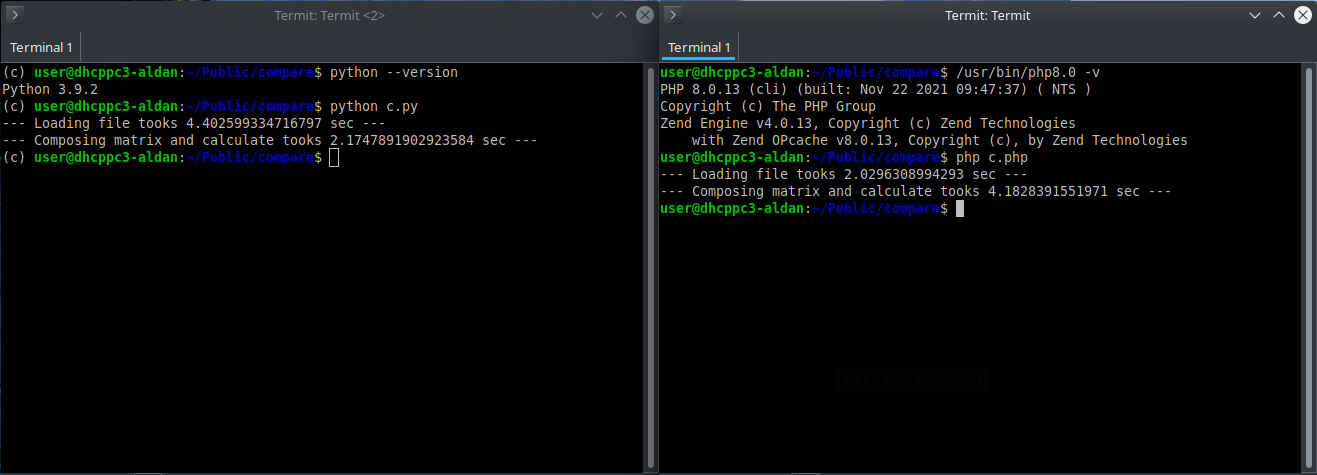 Termit: Termit <2>
Terminal 1
(c) user@dhcppc3-aldan:~/Public/compare$ python --version
Python 3.9.2
(c) user@dhcppc3-aldan:~/Public/compare$ python c.py
--- Loading file tooks 4.402599334716797 sec ---
--- Composing matrix and calculate tooks 2.1747891902923584 sec ---
(c) user@dhcppc3-aldan:~/Public/compare$
Termit: Termit
Terminal 1
user@dhcppc3-aldan:~/Public/compare$ /usr/bin/php8.0 -v
PHP 8.0.13 (cli) (built: Nov 22 2021 09:47:37) ( NTS )
Copyright (c) The PHP Group
Zend Engine v4.0.13, Copyright (c) Zend Technologies
with Zend OPcache v8.0.13, Copyright (c), by Zend Technologies
user@dhcppc3-aldan:~/Public/compare$ php c.php
--- Loading file tooks 2.0296308994293 sec ---
--- Composing matrix and calculate tooks 4.1828391551971 sec ---
user@dhcppc3-aldan:~/Public/compare$
Take a New Screenshot